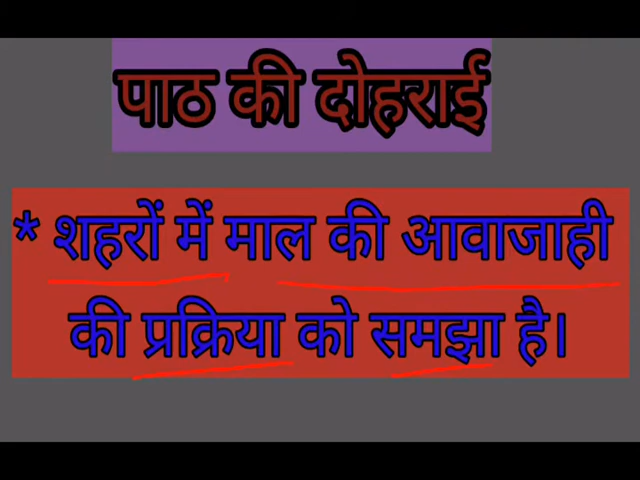 पाठ की दोहराई
* शहरों में माल की आवाजाही
की प्रक्रिया को समझा है।